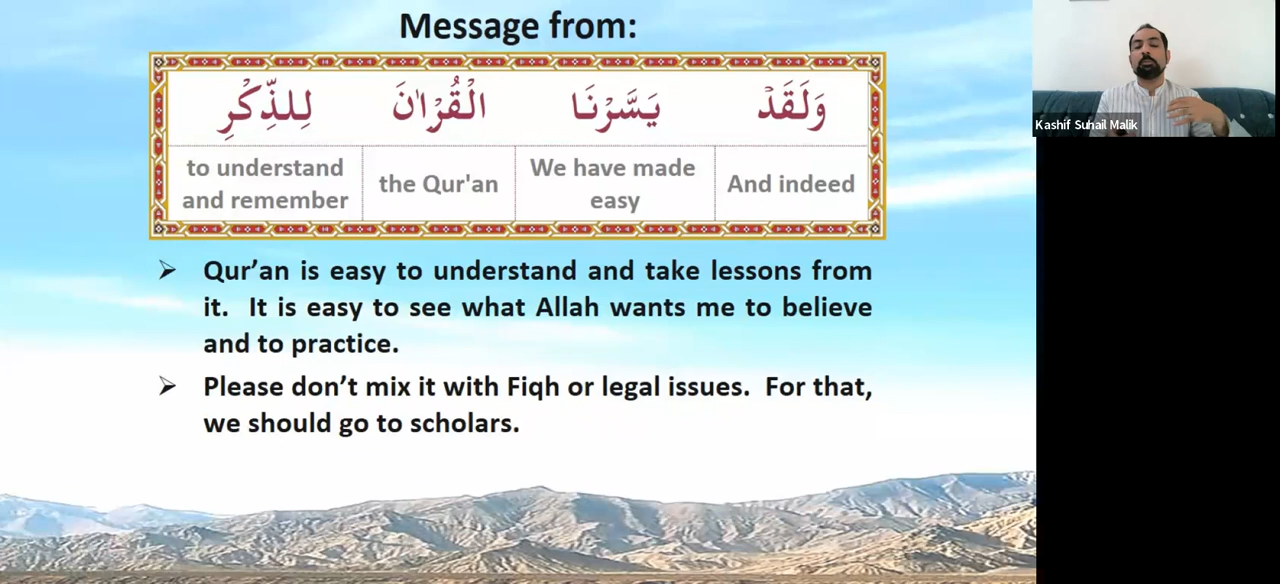 Message from:
وَلَقَدْ يَسَّرْنَا الْقُرْاٰنَ لِلذِّكْرِ
to understand and remember
the Qur'an
We have made easy
And indeed
➢ Qur’an is easy to understand and take lessons from
it.  It is easy to see what Allah wants me to believe
and to practice.
➢ Please don’t mix it with Fiqh or legal issues.  For that,
we should go to scholars.
Kashif Suhail Malik